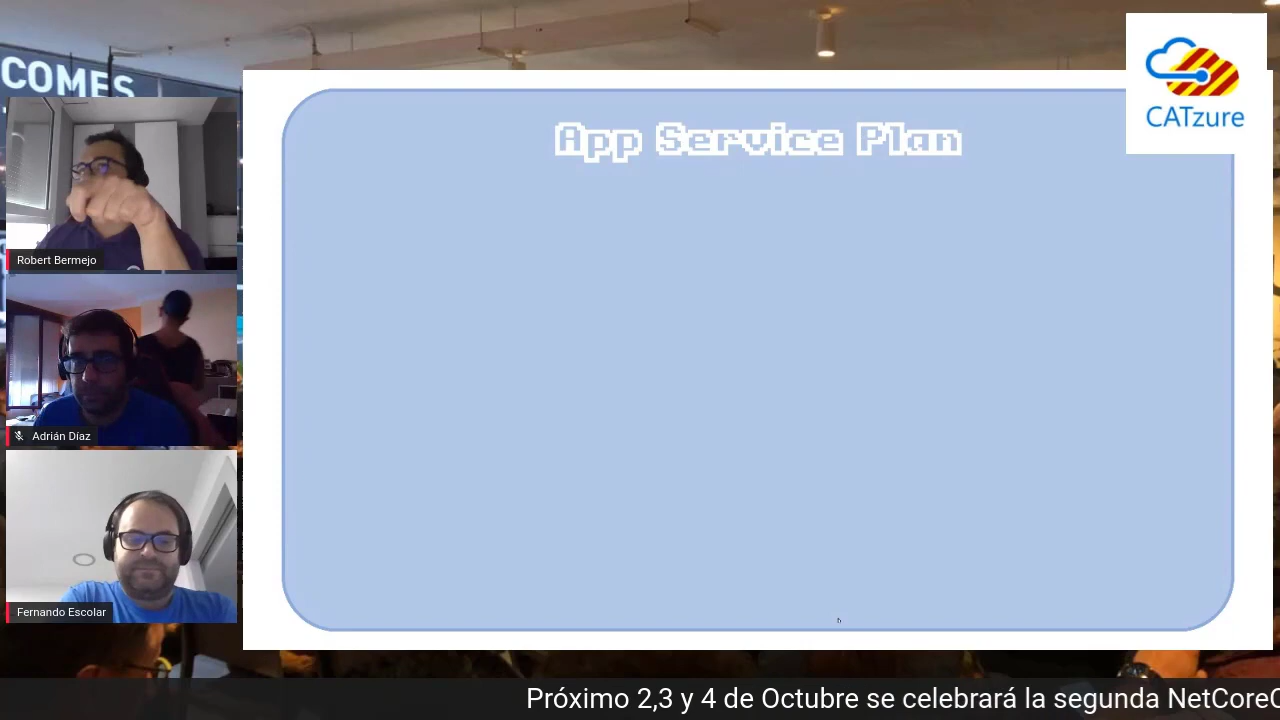 COMES
App Service Plan
CATzure
Robert Bermejo
Adrián Díaz
Fernando Escolar
Próximo 2,3 y 4 de Octubre se celebrará la segunda NetCoreC